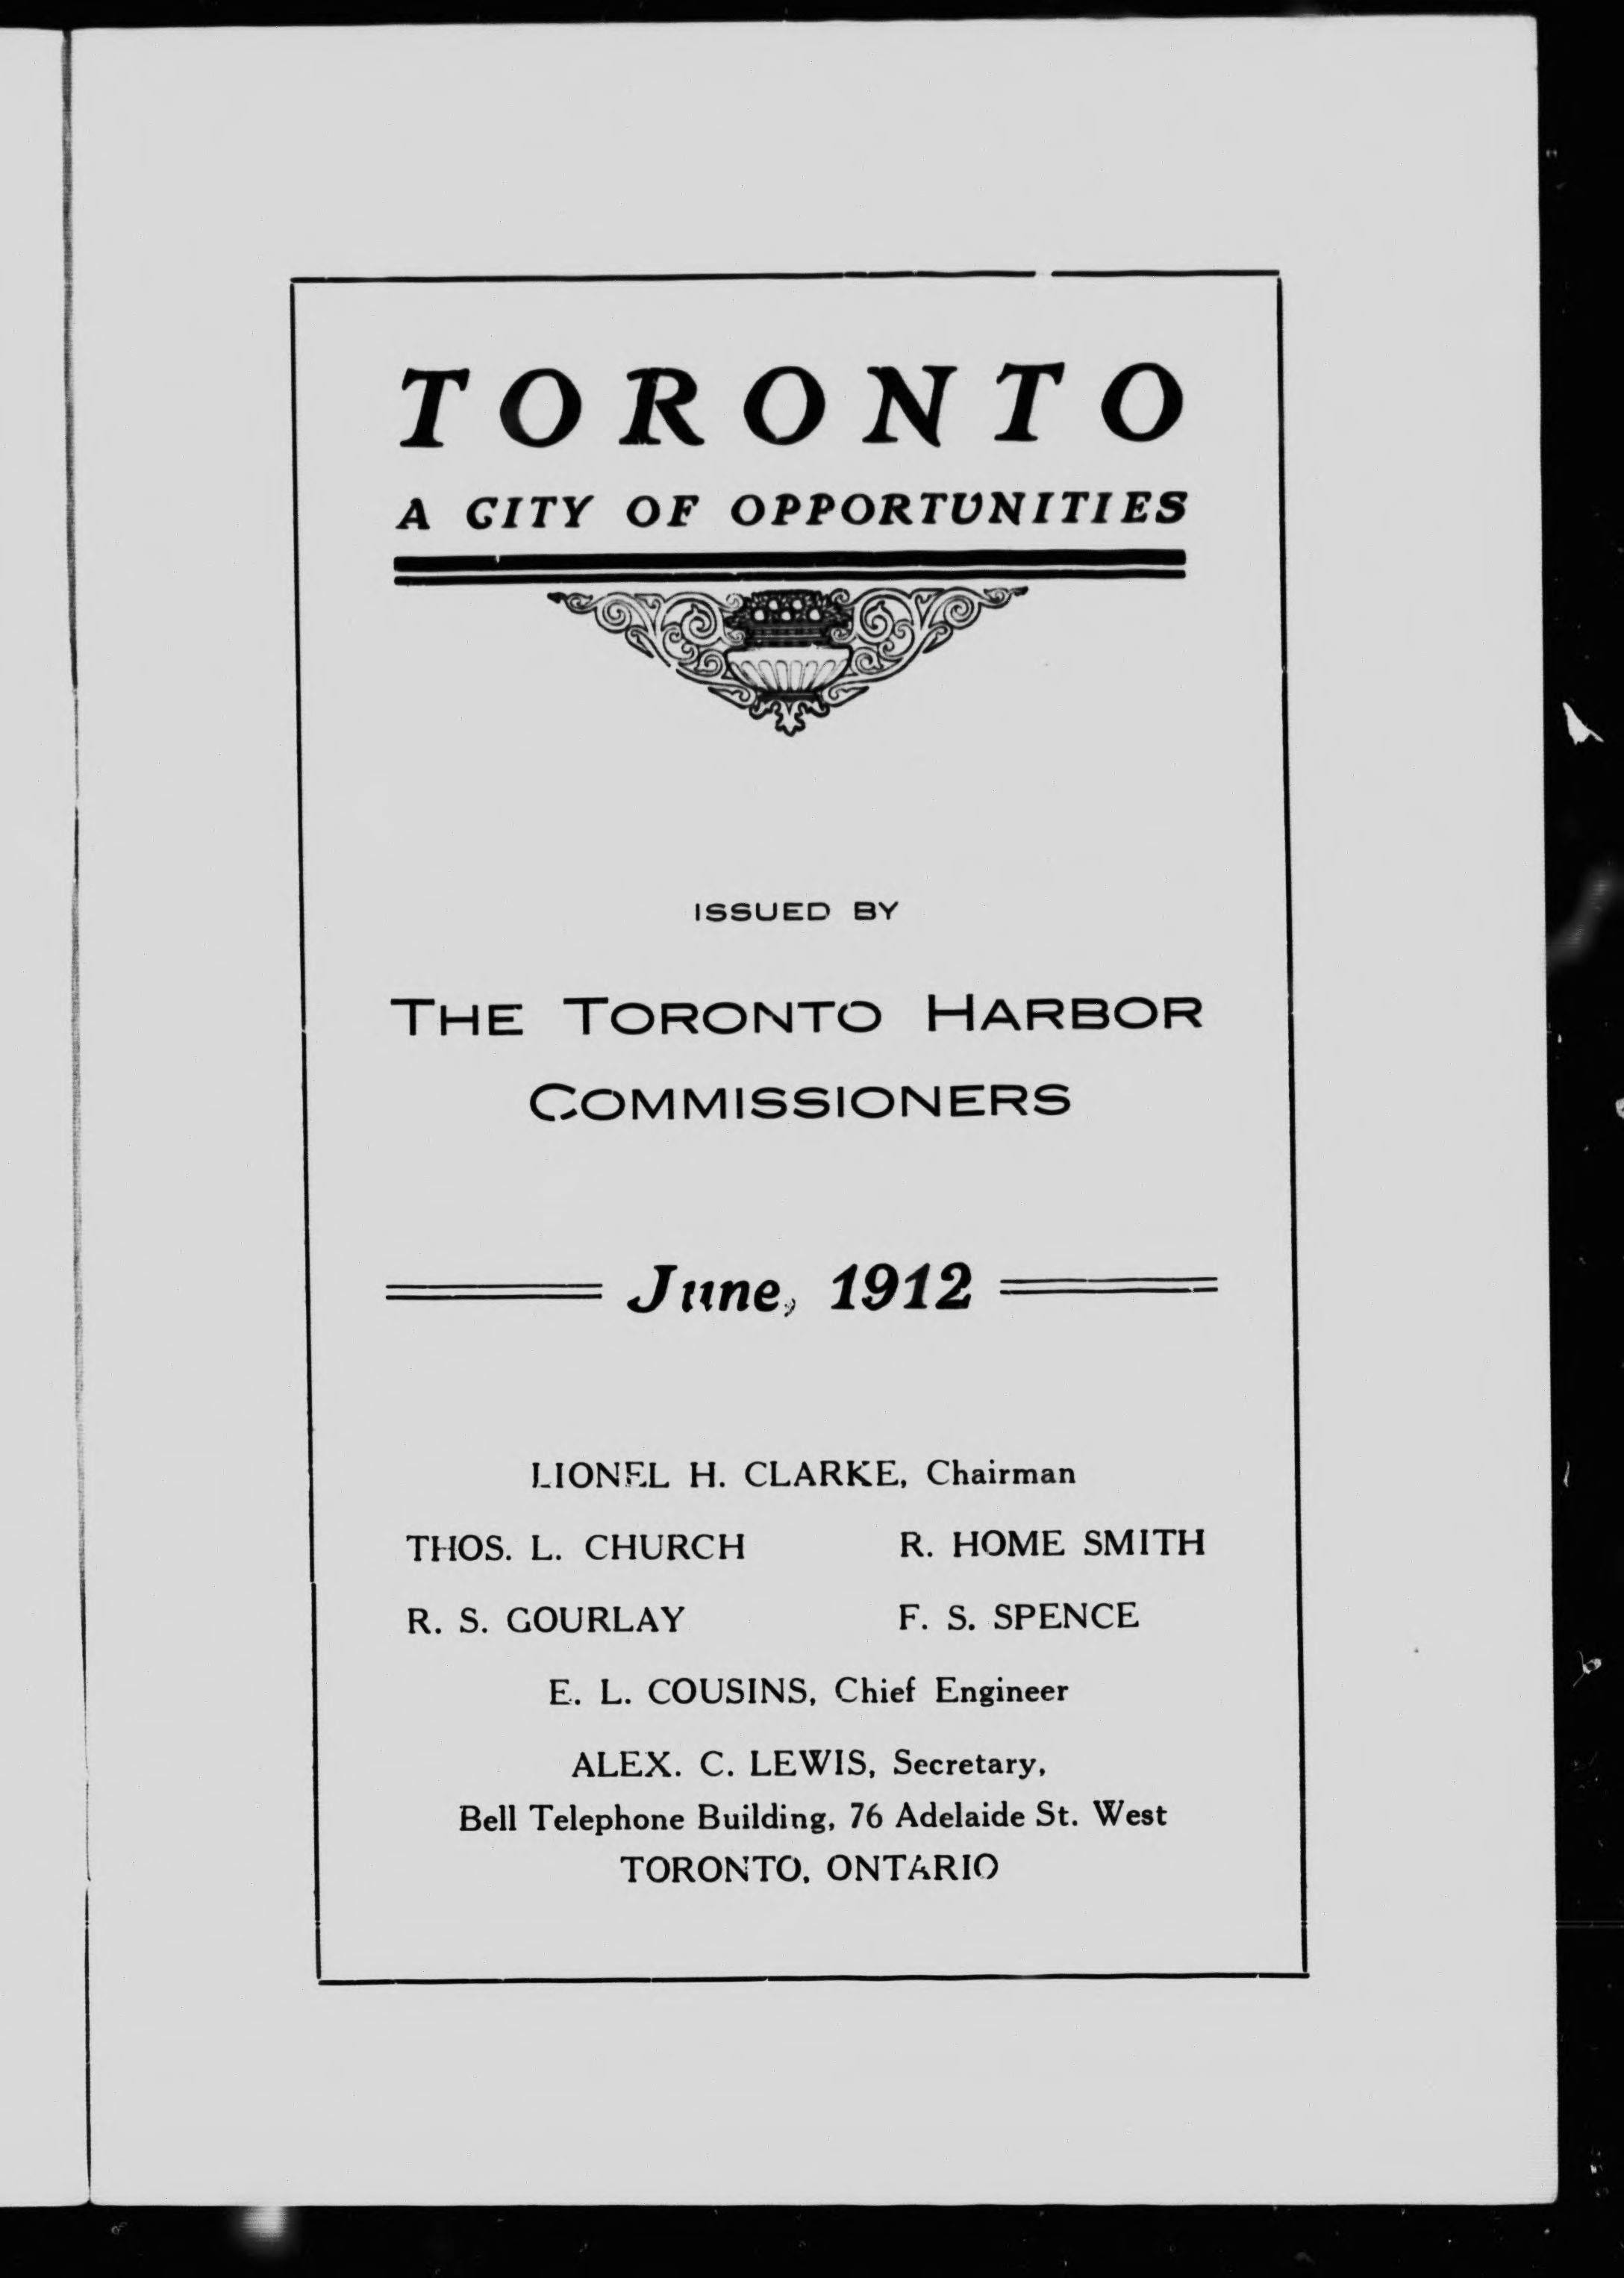 TORONTO
A CITY OF OPPORTUNITIES
ISSUED BY
THE TORONTO HARBOR
COMMISSIONERS
June, 1912
LIONEL H. CLARKE, Chairman
THOS. L. CHURCH R. HOME SMITH
R. S. GOURLAY F. S. SPENCE
E. L. COUSINS, Chief Engineer
ALEX. C. LEWIS, Secretary,
Bell Telephone Building, 76 Adelaide St. West
TORONTO, ONTARIO